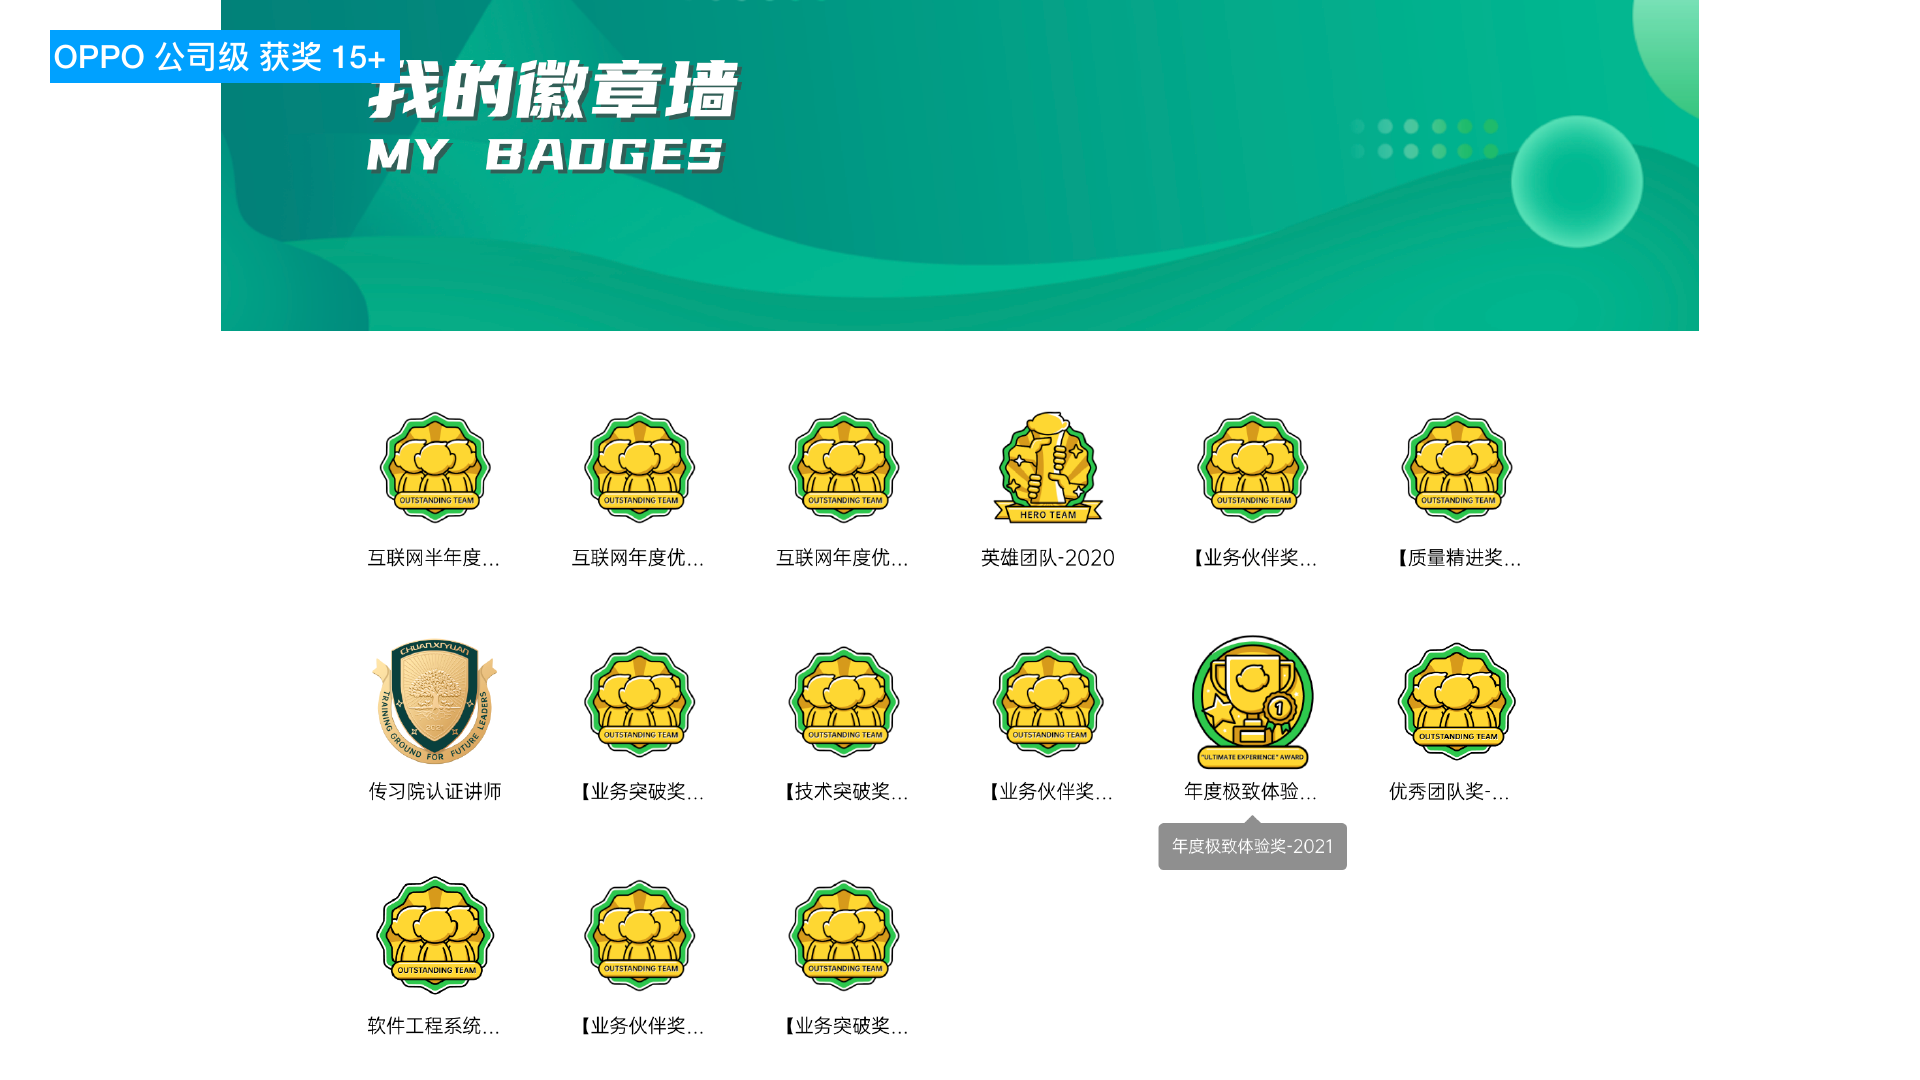 OPPO 公司级 获奖 15+
我的徽章墙
MY BADGES
OUTSTANDING TEAM
OUTSTANDING TEAM
OUTSTANDING TEAM
HERO TEAM
OUTSTANDING TEAM
OUTSTANDING TEAM
互联网半年度...
互联网年度优...
互联网年度优...
英雄团队-2020
【业务伙伴奖...
【质量精进奖...
CHUANXIYUAN
TRAINING GROUND FOR FUTURE LEADERS
OUTSTANDING TEAM
OUTSTANDING TEAM
OUTSTANDING TEAM
1
"ULTIMATE EXPERIENCE" AWARD
OUTSTANDING TEAM
传习院认证讲师
【业务突破奖...
【技术突破奖...
【业务伙伴奖...
年度极致体验...
优秀团队奖-...
年度极致体验奖-2021
OUTSTANDING TEAM
OUTSTANDING TEAM
OUTSTANDING TEAM
软件工程系统...
【业务伙伴奖...
【业务突破奖...